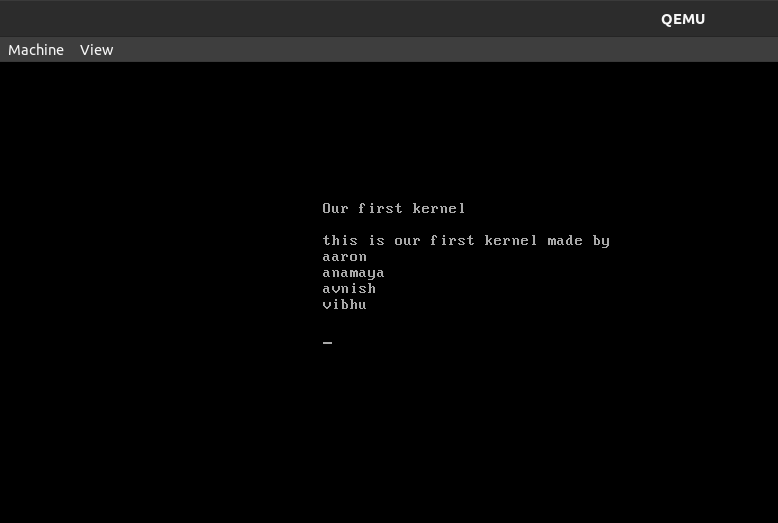 QEMU
Machine View
Our first kernel
this is our first kernel made by
aaron
anamaya
avnish
vibhu